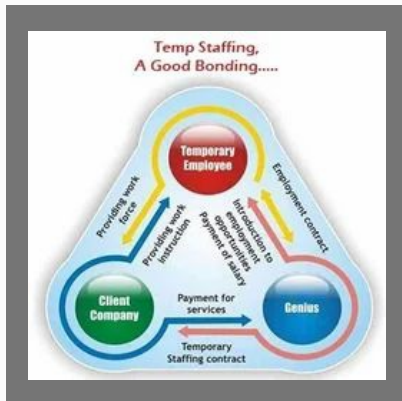 Temp Staffing,
A Good Bonding.....
Temporary
Employee
Providing work
force
Providing work
instruction
Employment contract
Introduction to
employment
opportunities
Payment of salary
Client
Company
Payment for
services
Genius
Temporary
Staffing contract